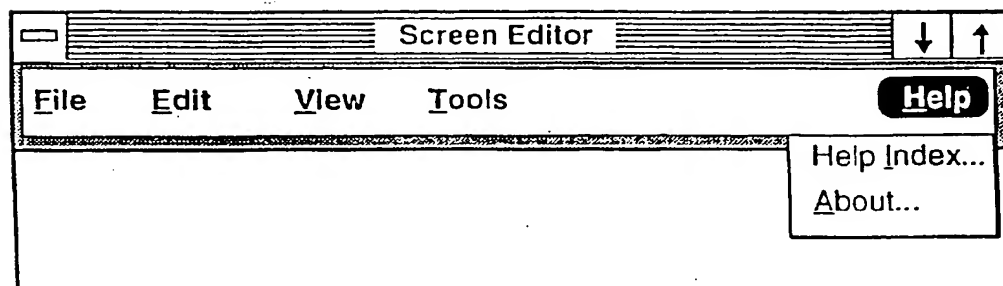 Screen Editor
File Edit View Tools Help
Help Index...
About...